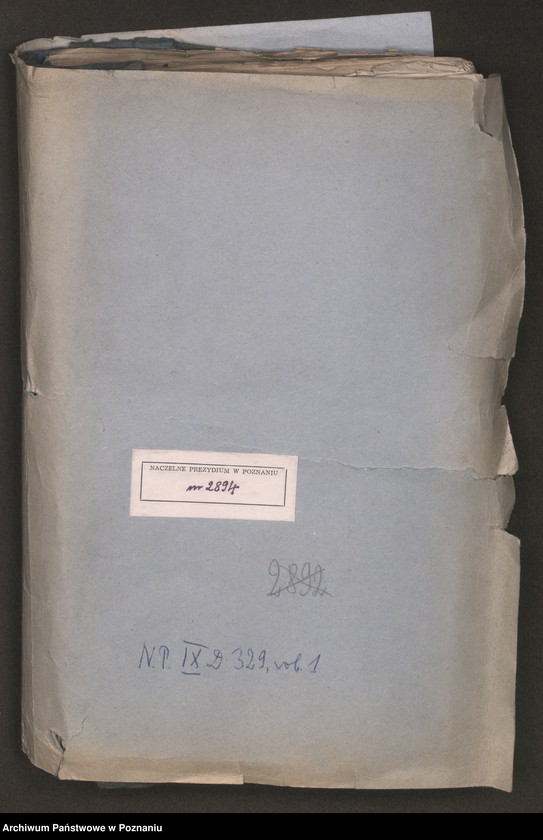 NACZELNE PREZYDIUM W POZNANIU
nr 2894
2892
N.P. IX D 329, vol. 1
Archiwum Państwowe w Poznaniu